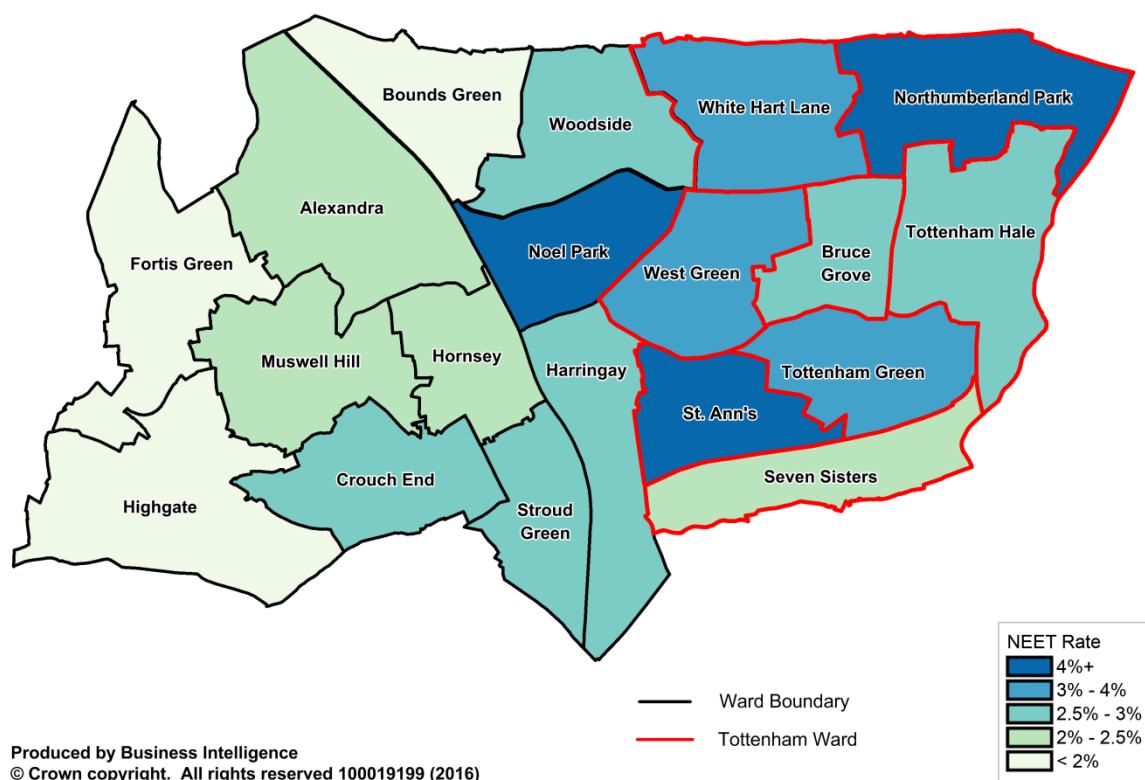 Bounds Green
Woodside
White Hart Lane
Northumberland Park
Alexandra
Noel Park
Tottenham Hale
Fortis Green
West Green
Bruce
Grove
Muswell Hill
Hornsey
Harringay
Tottenham Green
St. Ann's
Crouch End
Seven Sisters
Highgate
Stroud
Green
NEET Rate
4%+
3% - 4%
2.5% - 3%
2% - 2.5%
< 2%
Ward Boundary
Tottenham Ward
Produced by Business Intelligence
© Crown copyright. All rights reserved 100019199 (2016)